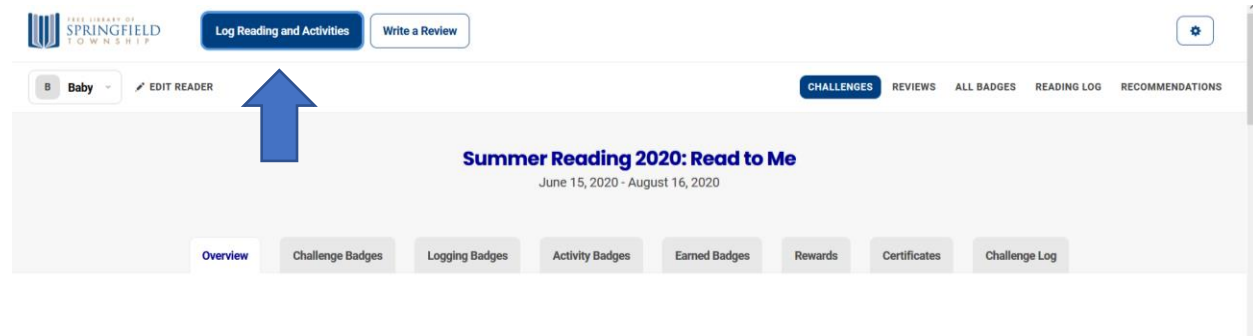 FREE LIBRARY OF
SPRINGFIELD
TOWNSHIP
Log Reading and Activities
Write a Review
B Baby
EDIT READER
CHALLENGES REVIEWS ALL BADGES READING LOG RECOMMENDATIONS
Summer Reading 2020: Read to Me
June 15, 2020 - August 16, 2020
Overview Challenge Badges Logging Badges Activity Badges Earned Badges Rewards Certificates Challenge Log